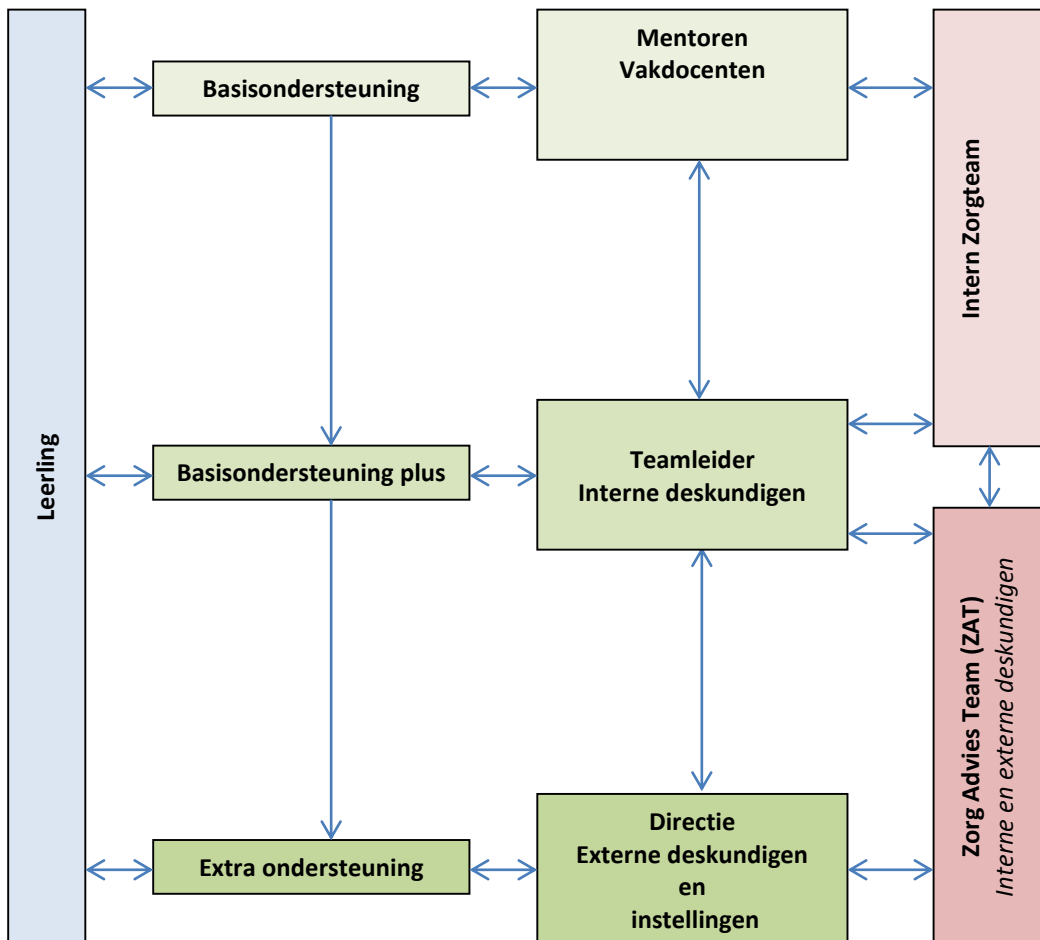 Leerling
Basisondersteuning
Mentoren
Vakdocenten
Intern Zorgteam
Basisondersteuning plus
Teamleider
Interne deskundigen
Zorg Advies Team (ZAT)
Interne en externe deskundigen
Extra ondersteuning
Directie
Externe deskundigen
en
instellingen